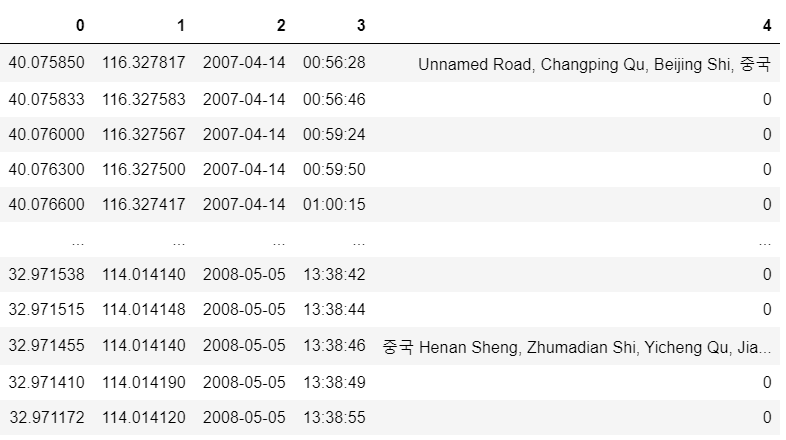 0 1 2 3 4
40.075850 116.327817 2007-04-14 00:56:28 Unnamed Road, Changping Qu, Beijing Shi, 중국
40.075833 116.327583 2007-04-14 00:56:46 0
40.076000 116.327567 2007-04-14 00:59:24 0
40.076300 116.327500 2007-04-14 00:59:50 0
40.076600 116.327417 2007-04-14 01:00:15 0
... ... ... ... ...
32.971538 114.014140 2008-05-05 13:38:42 0
32.971515 114.014148 2008-05-05 13:38:44 0
32.971455 114.014140 2008-05-05 13:38:46 중국 Henan Sheng, Zhumadian Shi, Yicheng Qu, Jia...
32.971410 114.014190 2008-05-05 13:38:49 0
32.971172 114.014120 2008-05-05 13:38:55 0